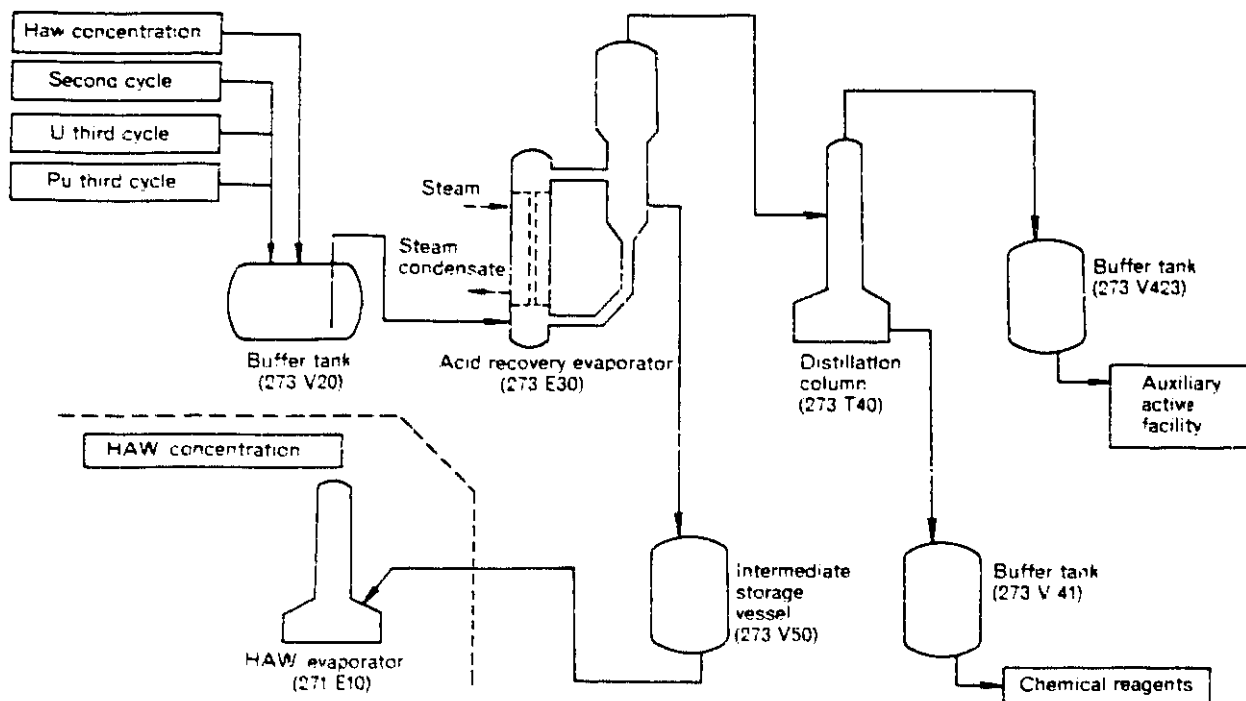 Haw concentration
Second cycle
U third cycle
Pu third cycle
Steam
Steam
condensate
Buffer tank
(273 V20)
Acid recovery evaporator
(273 E30)
Distillation
column
(273 T40)
Buffer tank
(273 V423)
Auxiliary
active
facility
HAW concentration
HAW evaporator
(271 E10)
Intermediate
storage
vessel
(273 V50)
Buffer tank
(273 V 41)
Chemical reagents